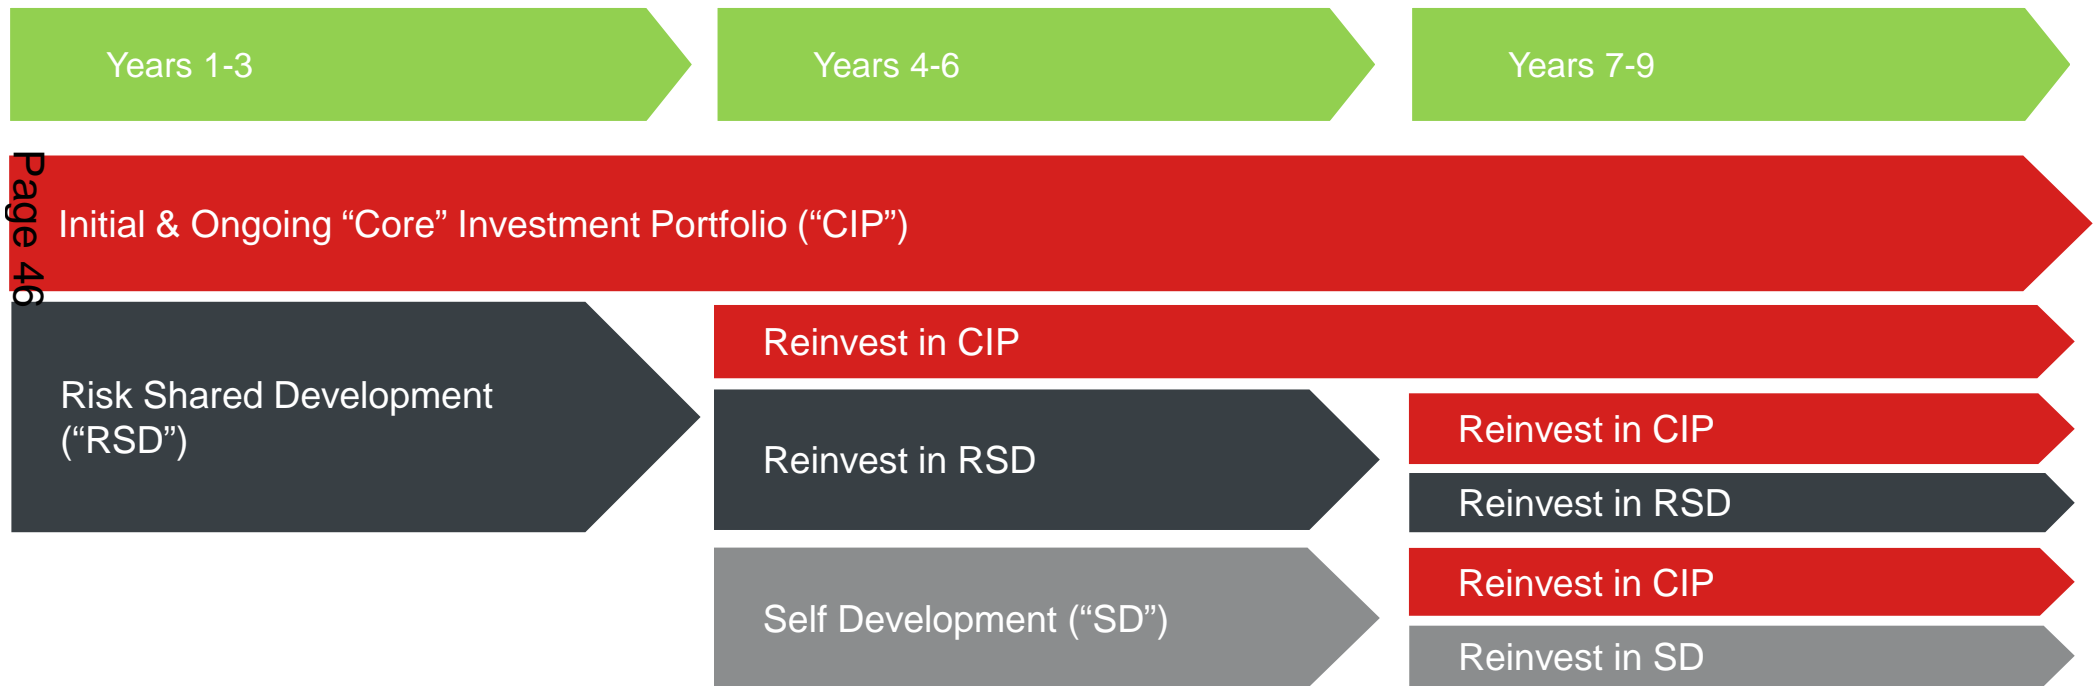 Years 1-3
Years 4-6
Years 7-9
Page 46
Initial & Ongoing “Core” Investment Portfolio (“CIP”)
Risk Shared Development
(“RSD”)
Reinvest in CIP
Reinvest in RSD
Self Development (“SD”)
Reinvest in CIP
Reinvest in RSD
Reinvest in CIP
Reinvest in SD